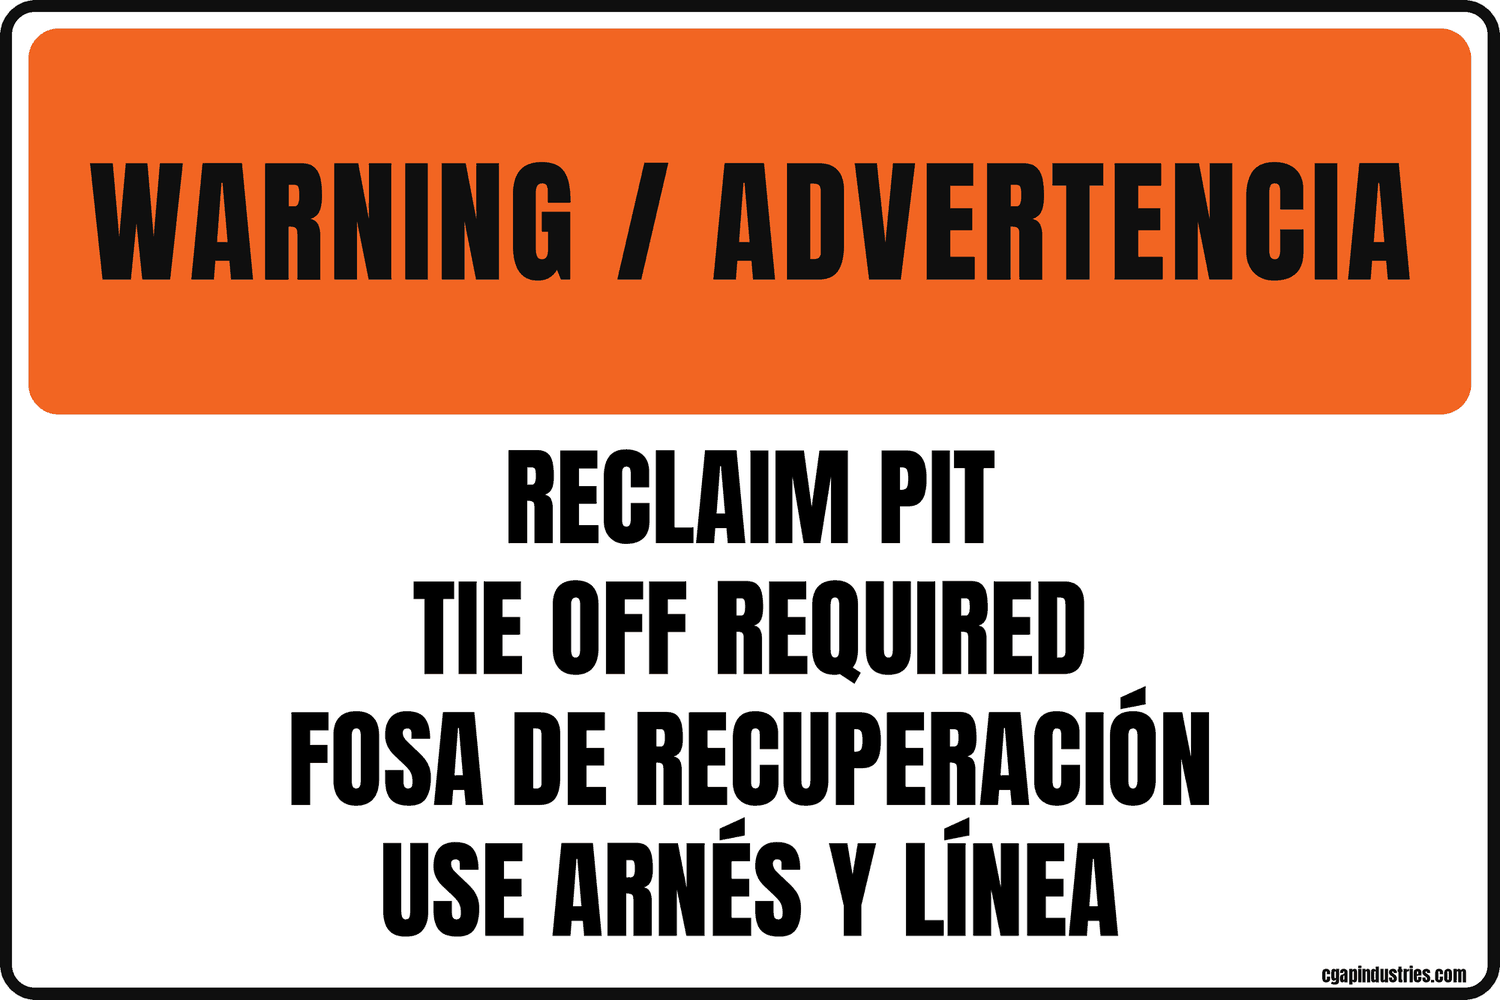 WARNING / ADVERTENCIA
RECLAIM PIT
TIE OFF REQUIRED
FOSA DE RECUPERACIÓN
USE ARNÉS Y LÍNEA
cgapindustries.com